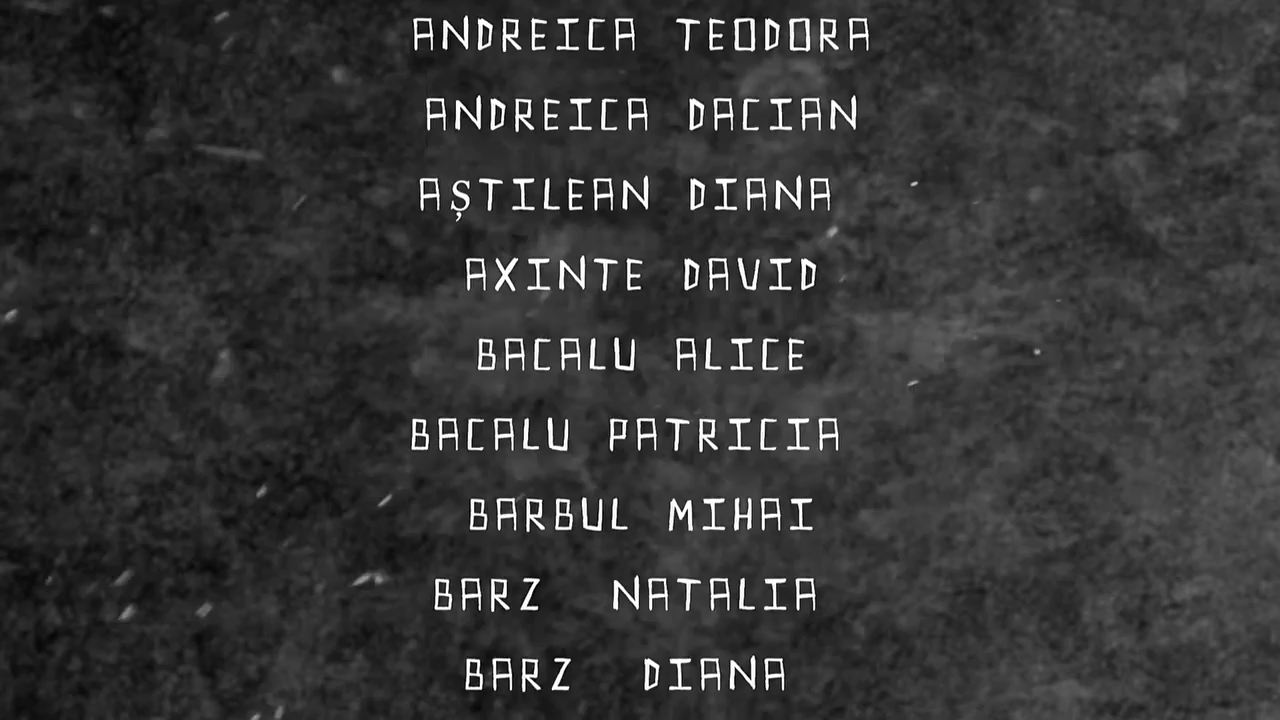 ANDREICA TEODORA
ANDREICA DACIAN
AȘTILEAN DIANA
AXINTE DAVID
BACALU ALICE
BACALU PATRICIA
BARBUL MIHAI
BARZ NATALIA
BARZ DIANA